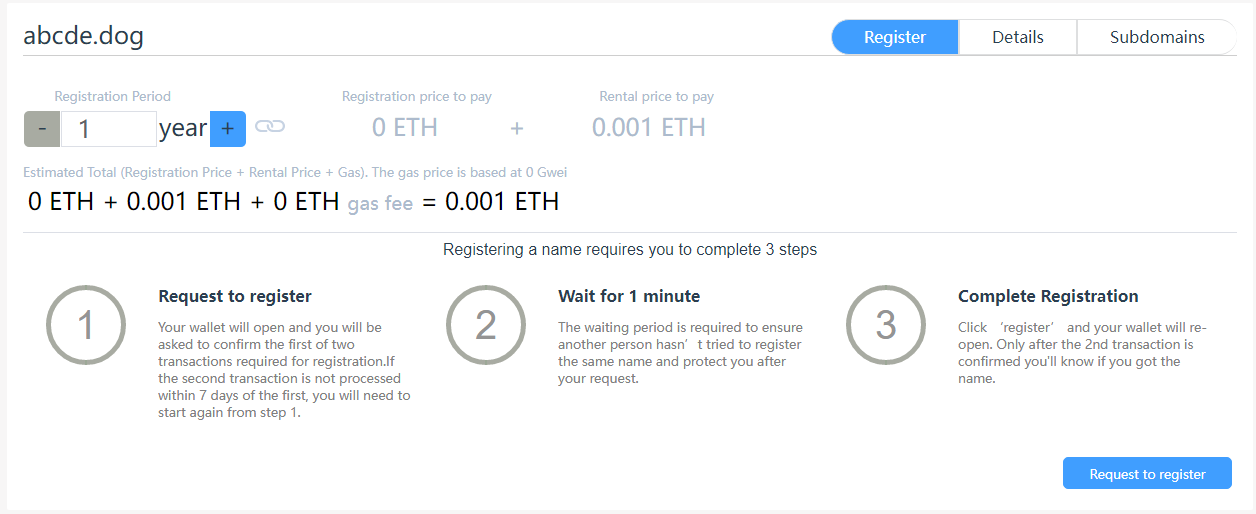 abcde.dog
Register
Details
Subdomains
Registration Period
Registration price to pay
Rental price to pay
- 1 year +
0 ETH + 0.001 ETH
Estimated Total (Registration Price + Rental Price + Gas). The gas price is based at 0 Gwei
0 ETH + 0.001 ETH + 0 ETH gas fee = 0.001 ETH
Registering a name requires you to complete 3 steps
1
Request to register
Your wallet will open and you will be
asked to confirm the first of two
transactions required for registration.If
the second transaction is not processed
within 7 days of the first, you will need to
start again from step 1.
2
Wait for 1 minute
The waiting period is required to ensure
another person hasn’t tried to register
the same name and protect you after
your request.
3
Complete Registration
Click ‘register’ and your wallet will re-
open. Only after the 2nd transaction is
confirmed you'll know if you got the
name.
Request to register